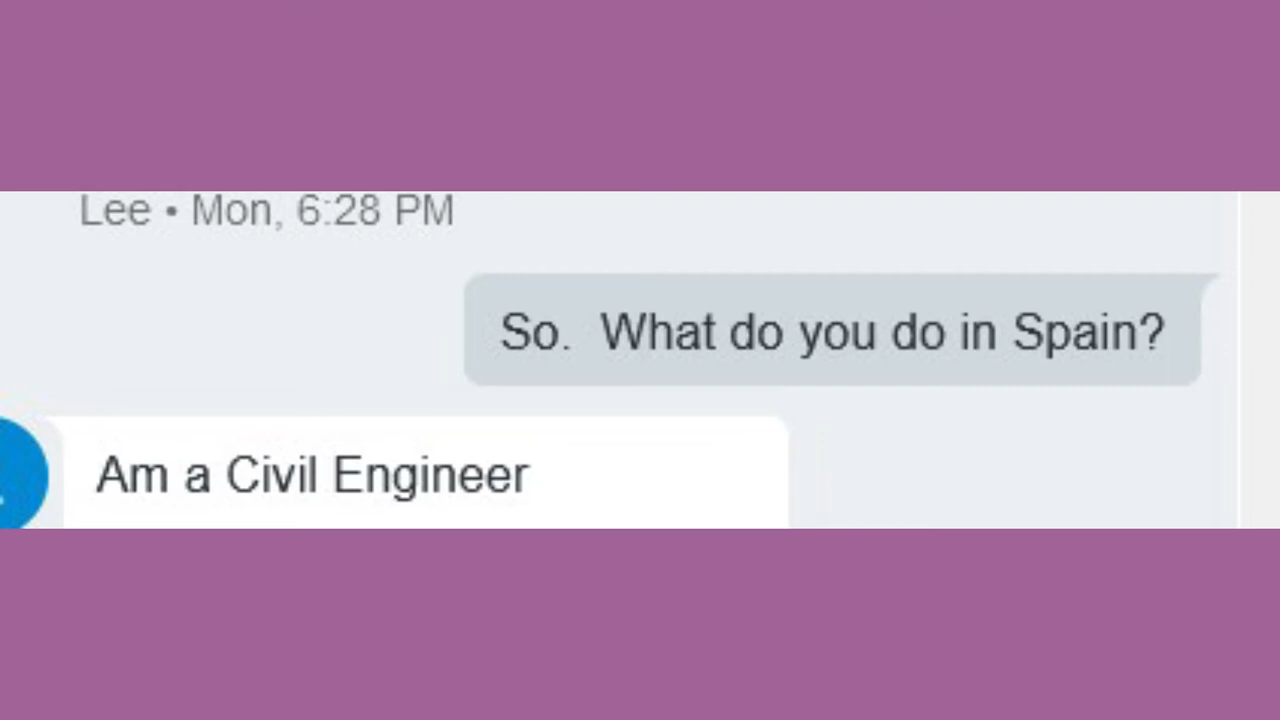 Lee • Mon, 6:28 PM
So.  What do you do in Spain?
Am a Civil Engineer